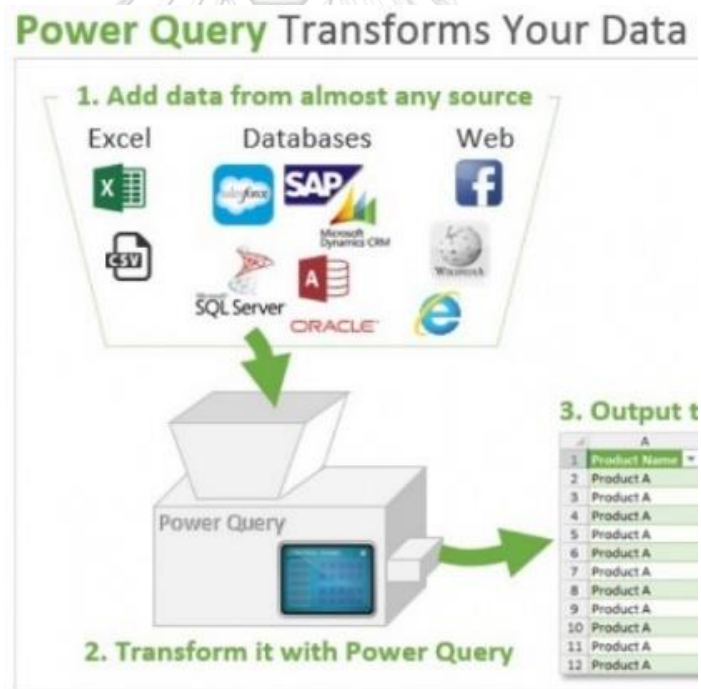 Power Query Transforms Your Data
1. Add data from almost any source
Excel Databases Web
salesforce SAP
Microsoft
Dynamics CRM
CSV
WIKIPEDIA
Microsoft
SQL Server
ORACLE
3. Output t
A
1 Product Name
2 Product A
3 Product A
4 Product A
5 Product A
6 Product A
7 Product A
8 Product A
9 Product A
10 Product A
11 Product A
12 Product A
Power Query
2. Transform it with Power Query